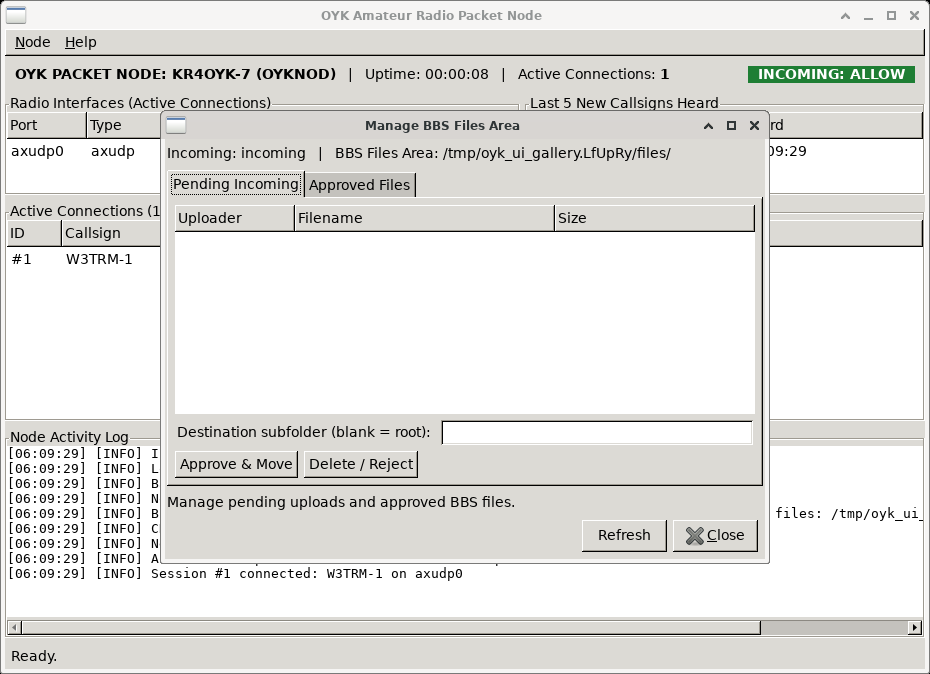 OYK Amateur Radio Packet Node
Node Help
OYK PACKET NODE: KR4OYK-7 (OYKNOD) | Uptime: 00:00:08 | Active Connections: 1 INCOMING: ALLOW
Radio Interfaces (Active Connections)
Last 5 New Callsigns Heard
Port Type
axudp0 axudp
09:29
Active Connections (1
ID Callsign
#1 W3TRM-1
Manage BBS Files Area
Incoming: incoming | BBS Files Area: /tmp/oyk_ui_gallery.LfUpRy/files/
Pending Incoming Approved Files
Uploader Filename Size
Destination subfolder (blank = root):
Approve & Move Delete / Reject
Manage pending uploads and approved BBS files.
Refresh Close
Node Activity Log
[06:09:29] [INFO] I
[06:09:29] [INFO] L
[06:09:29] [INFO] B
[06:09:29] [INFO] N
[06:09:29] [INFO] B files: /tmp/oyk_ui_
[06:09:29] [INFO] C
[06:09:29] [INFO] N
[06:09:29] [INFO] A
[06:09:29] [INFO] Session #1 connected: W3TRM-1 on axudp0
Ready.